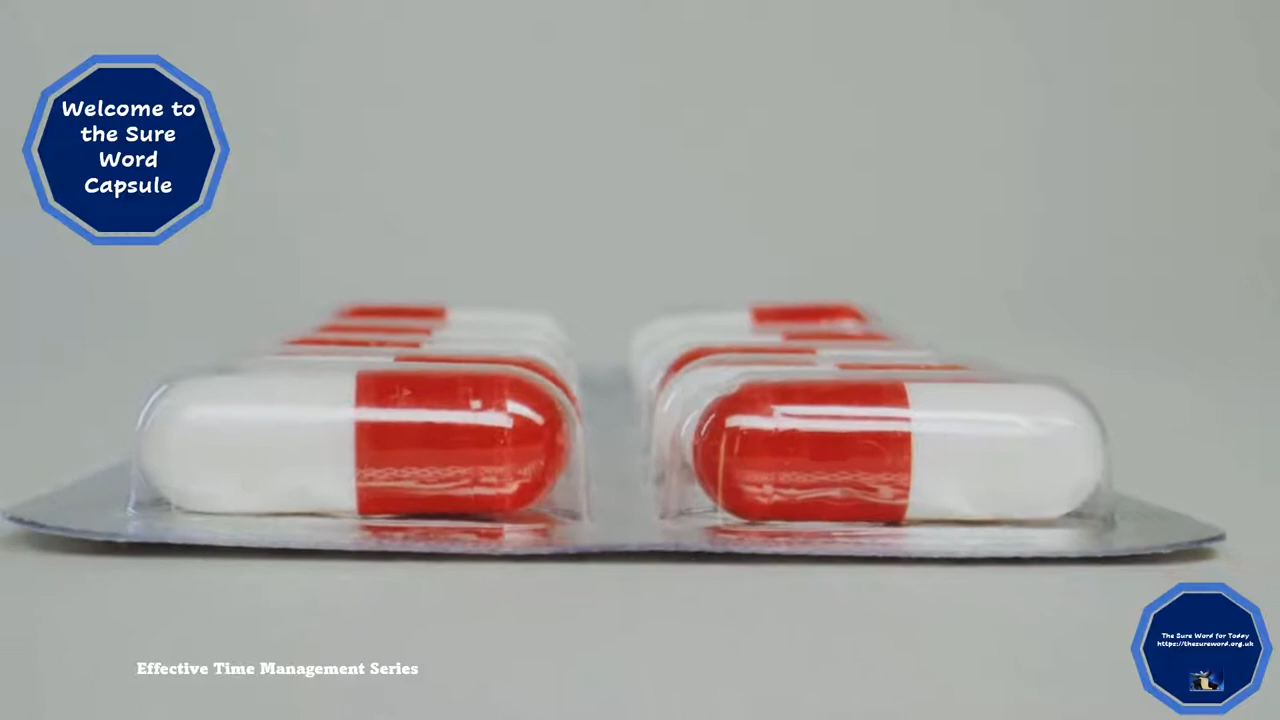 Welcome to
the Sure
Word
Capsule
Effective Time Management Series
The Sure Word for Today
https://thesureword.org.uk